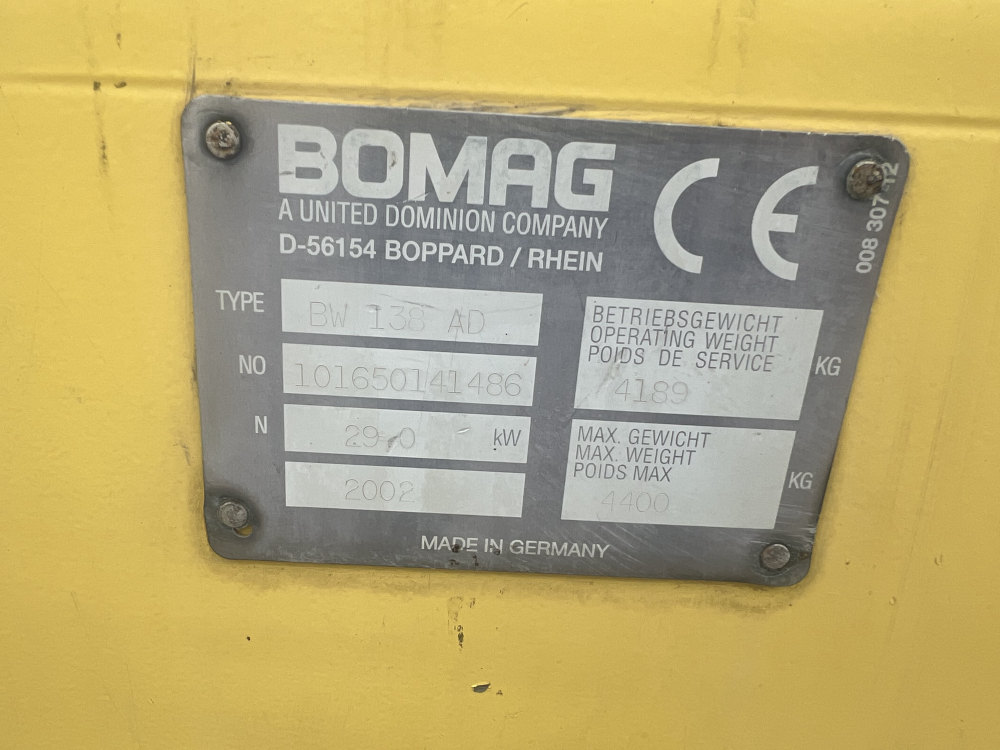 BOMAG
A UNITED DOMINION COMPANY
D-56154 BOPPARD / RHEIN
CE
008 307 12
TYPE BW 138 AD
NO 101650141486
N 29.0 kW
2002
BETRIEBSGEWICHT
OPERATING WEIGHT
POIDS DE SERVICE
4189 KG
MAX. GEWICHT
MAX. WEIGHT
POIDS MAX
4400 KG
MADE IN GERMANY